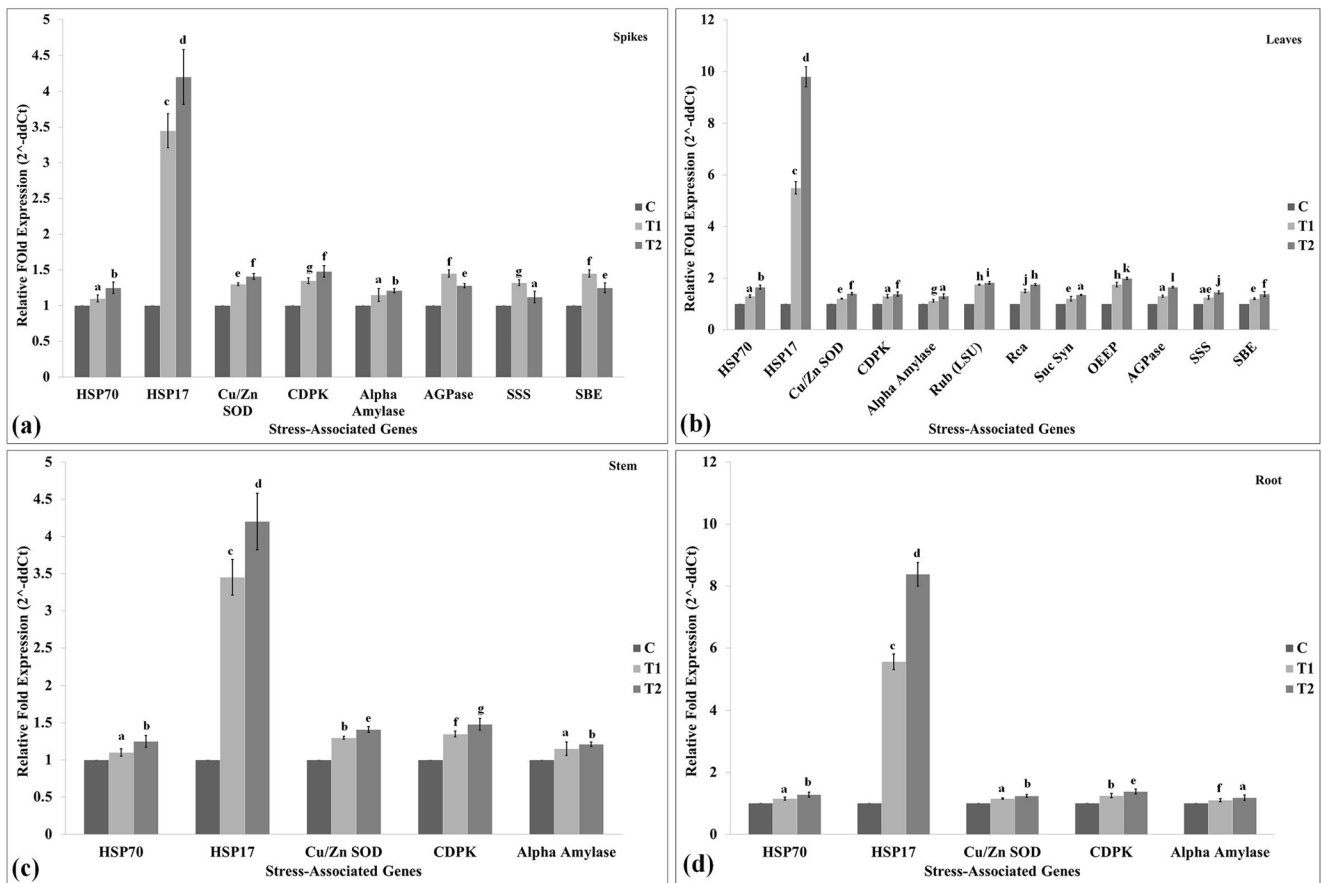 Spikes
Relative FOld Expression (2^-ddCt)
5
4.5
4
3.5
3
2.5
2
1.5
1
0.5
0
a b c d e f g f a b f e g a f e
C
T1
T2
HSP70 HSP17 Cu/Zn SOD CDPK Alpha Amylase AGPase SSS SBE
Stress-Associated Genes
(a)
Leaves
Relative FOld Expression (2^-ddCt)
12
10
8
6
4
2
0
a b c d e f a f g a h i j h e a h k a l ae j e f
C
T1
T2
HSP70 HSP17 Cu/Zn SOD CDPK Alpha Amylase Rub (LSU) Rca Suc Syn OEEP AGPase SSS SBE
Stress-Associated Genes
(b)
Stem
Relative Fold Expression (2^-ddCt)
5
4.5
4
3.5
3
2.5
2
1.5
1
0.5
0
a b c d b e f g a b
C
T1
T2
HSP70 HSP17 Cu/Zn SOD CDPK Alpha Amylase
Stress-Associated Genes
(c)
Root
Relative Fold Expression (2^-ddCt)
12
10
8
6
4
2
0
a b c d a b b e f a
C
T1
T2
HSP70 HSP17 Cu/Zn SOD CDPK Alpha Amylase
Stress-Associated Genes
(d)